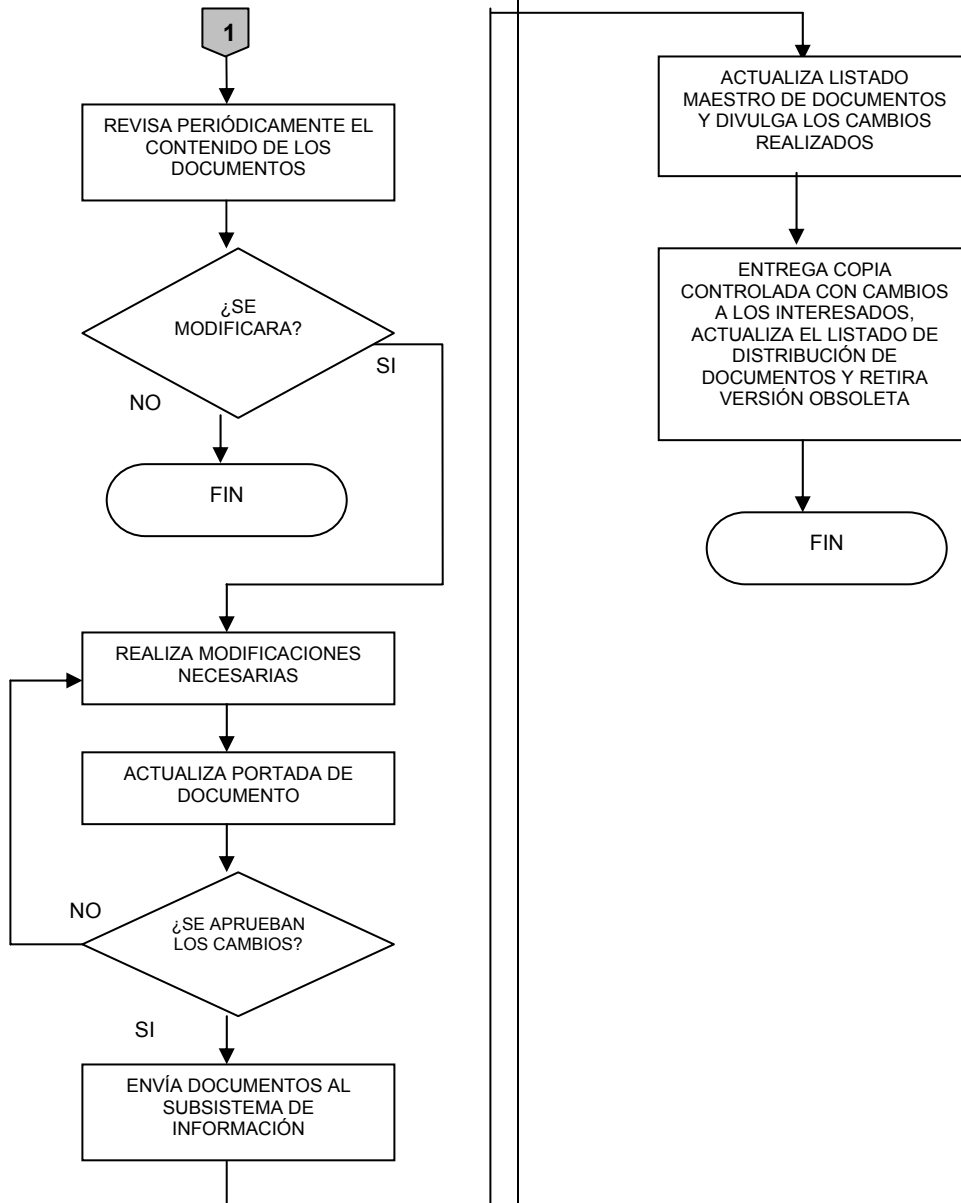 1
REVISA PERIÓDICAMENTE EL
CONTENIDO DE LOS
DOCUMENTOS
¿SE
MODIFICARA?
SI
NO
FIN
REALIZA MODIFICACIONES
NECESARIAS
ACTUALIZA PORTADA DE
DOCUMENTO
NO
¿SE APRUEBAN
LOS CAMBIOS?
SI
ENVÍA DOCUMENTOS AL
SUBSISTEMA DE
INFORMACIÓN
ACTUALIZA LISTADO
MAESTRO DE DOCUMENTOS
Y DIVULGA LOS CAMBIOS
REALIZADOS
ENTREGA COPIA
CONTROLADA CON CAMBIOS
A LOS INTERESADOS,
ACTUALIZA EL LISTADO DE
DISTRIBUCIÓN DE
DOCUMENTOS Y RETIRA
VERSIÓN OBSOLETA
FIN